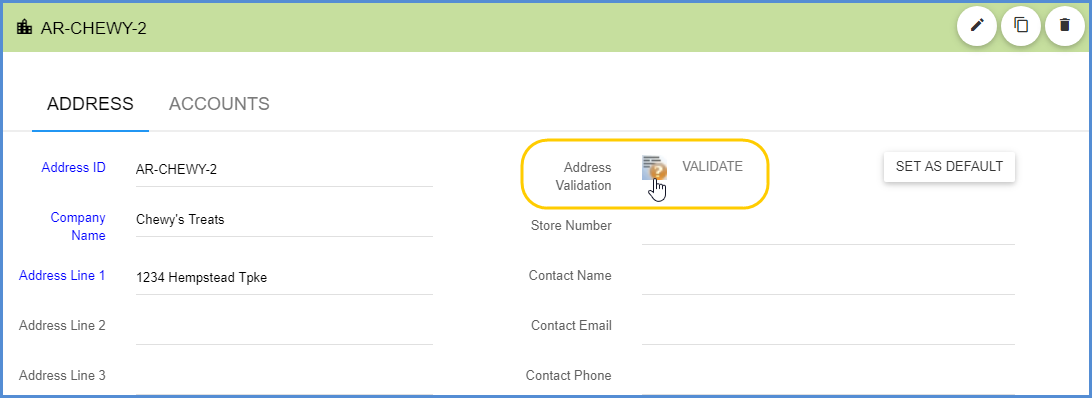 AR-CHEWY-2
ADDRESS ACCOUNTS
Address ID AR-CHEWY-2
Company
Name
Chewy's Treats
Address Line 1 1234 Hempstead Tpke
Address Line 2
Address Line 3
Address
Validation
? VALIDATE
SET AS DEFAULT
Store Number
Contact Name
Contact Email
Contact Phone